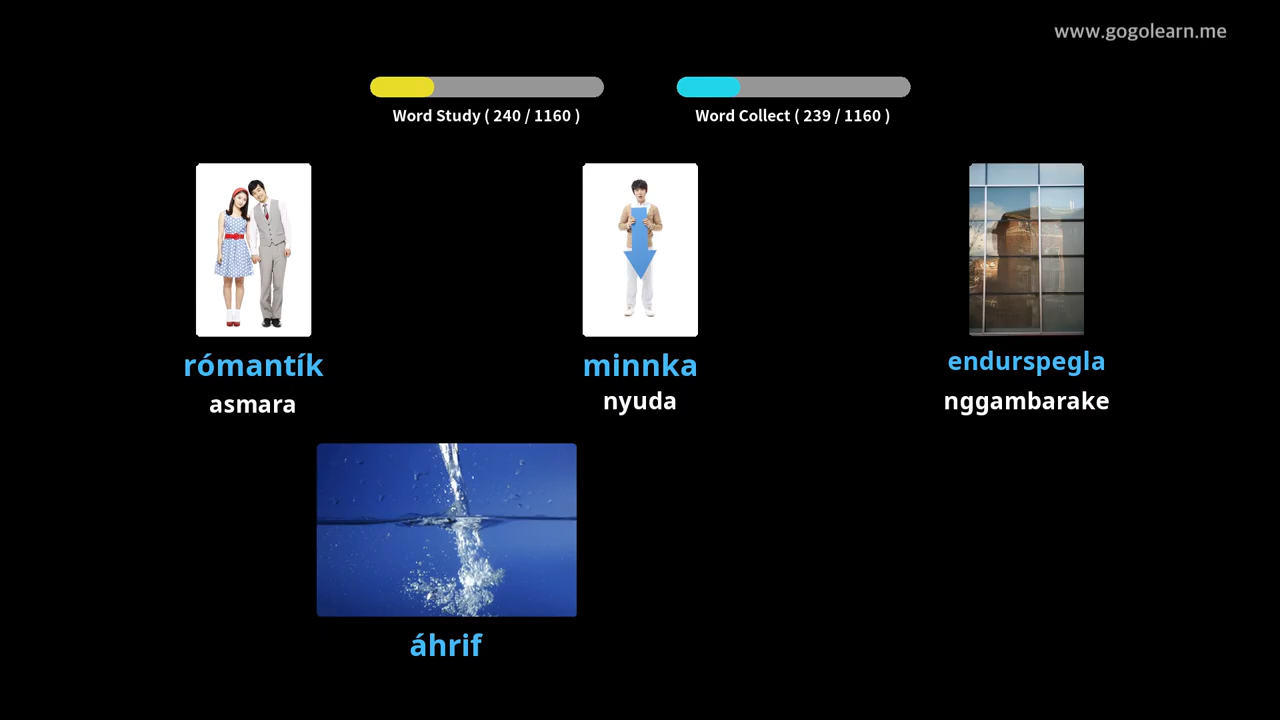 www.gogolearn.me
Word Study ( 240 / 1160 )
Word Collect ( 239 / 1160 )
rómantík
asmara
minnka
nyuda
endurspegla
nggambarake
áhrif